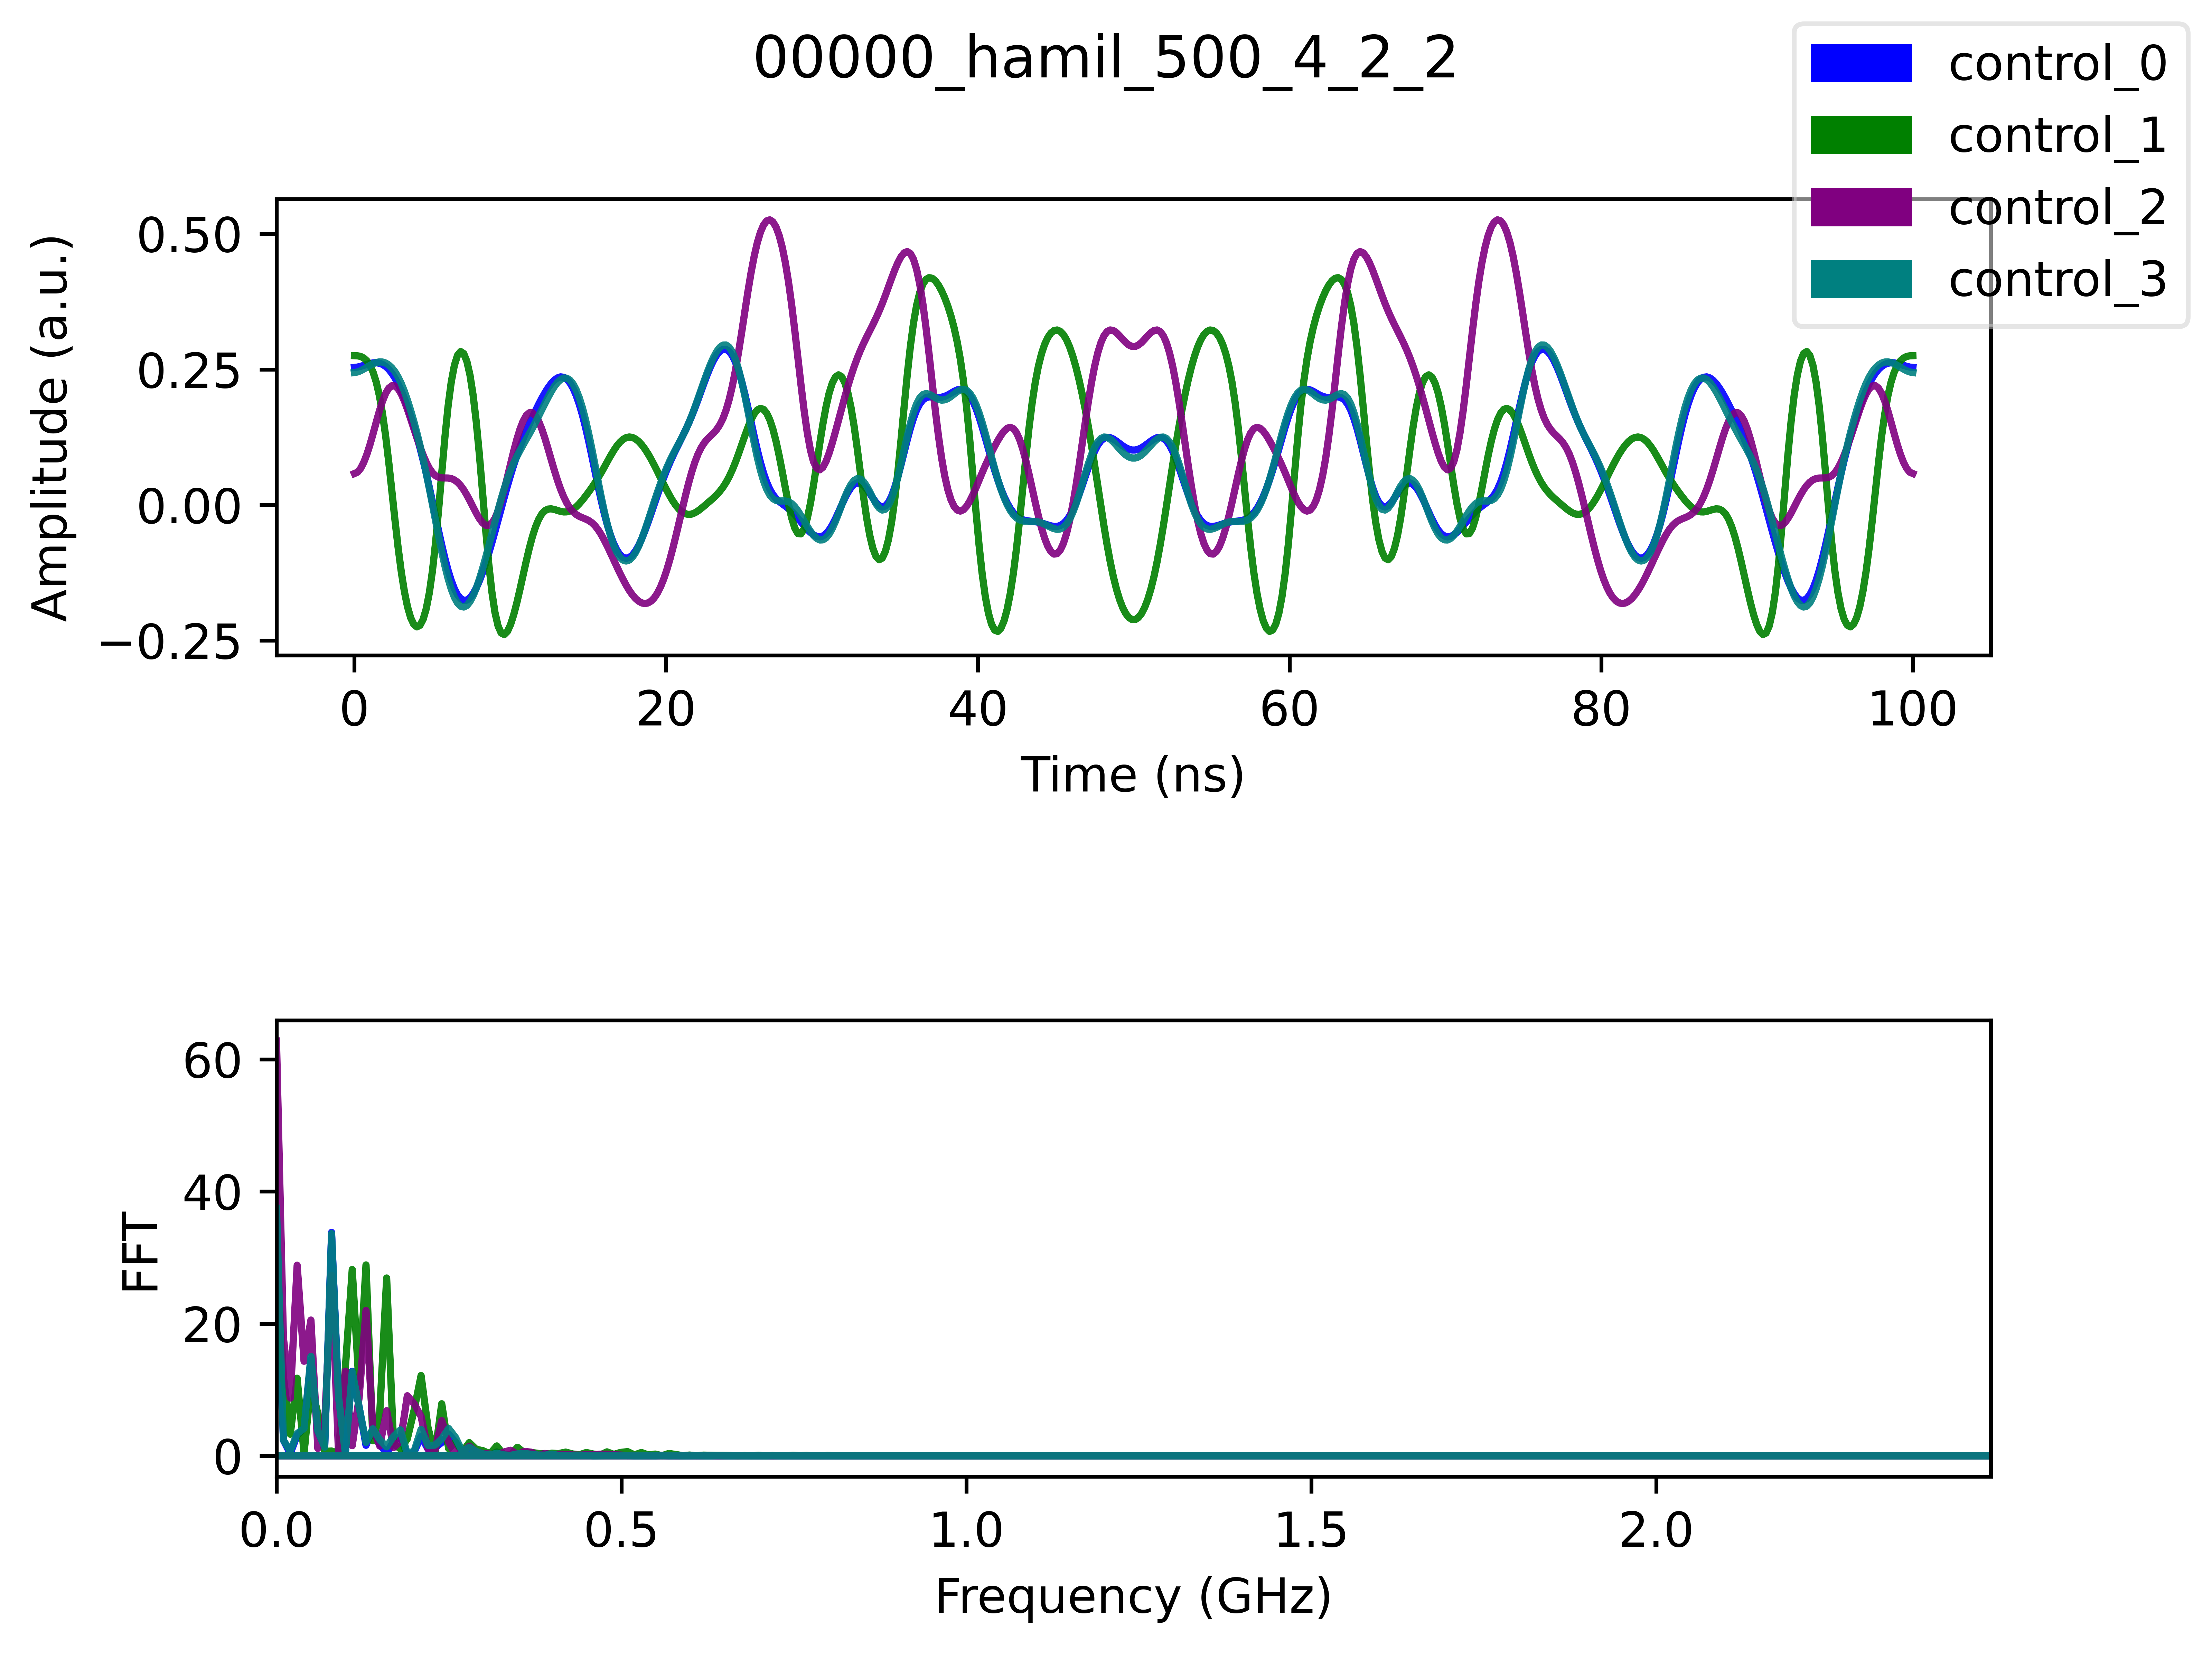 00000_hamil_500_4_2_2
control_0
control_1
control_2
control_3
Amplitude (a.u.)
0.50
0.25
0.00
−0.25
0 20 40 60 80 100
Time (ns)
FFT
60
40
20
0
0.0 0.5 1.0 1.5 2.0
Frequency (GHz)